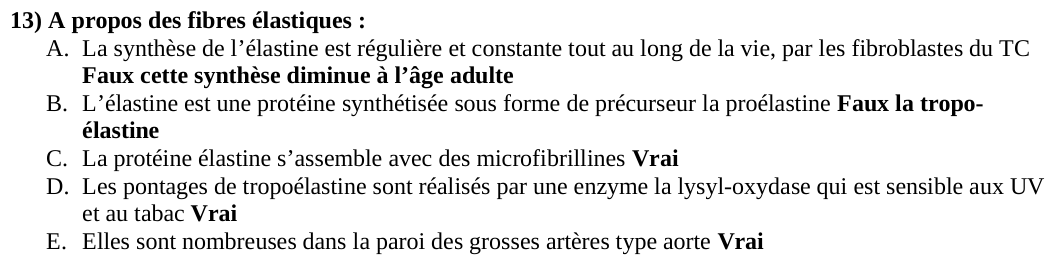 13) A propos des fibres élastiques :
A. La synthèse de l’élastine est régulière et constante tout au long de la vie, par les fibroblastes du TC
Faux cette synthèse diminue à l’âge adulte
B. L’élastine est une protéine synthétisée sous forme de précurseur la proélastine Faux la tropo-
élastine
C. La protéine élastine s’assemble avec des microfibrillines Vrai
D. Les pontages de tropoélastine sont réalisés par une enzyme la lysyl-oxydase qui est sensible aux UV
et au tabac Vrai
E. Elles sont nombreuses dans la paroi des grosses artères type aorte Vrai